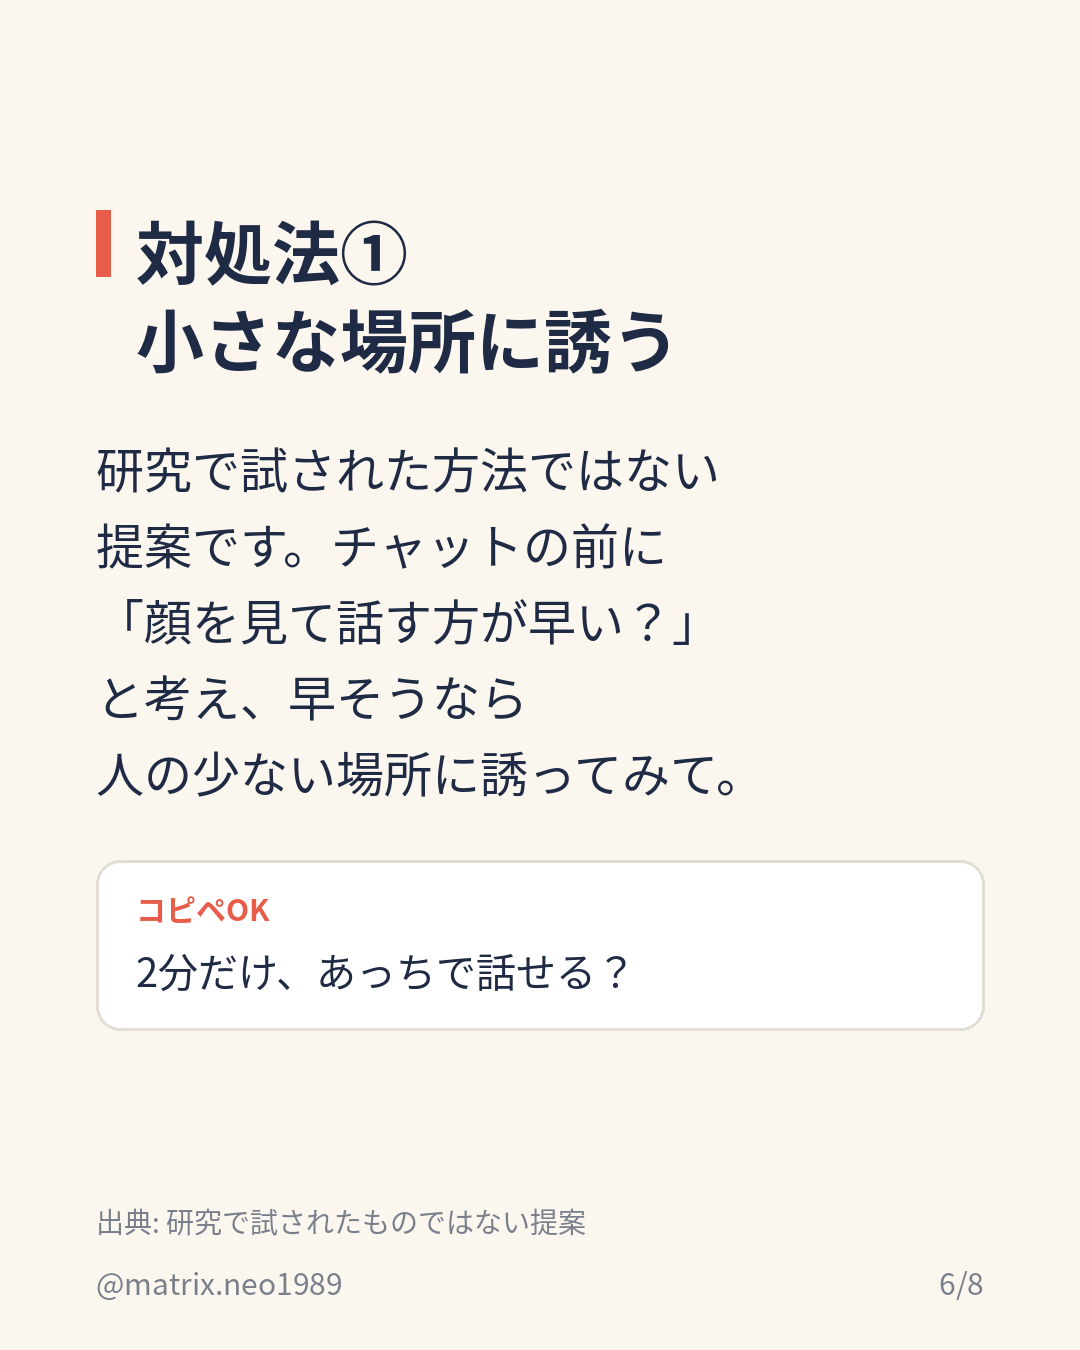 対処法①
小さな場所に誘う
研究で試された方法ではない
提案です。チャットの前に
「顔を見て話す方が早い？」
と考え、早そうなら
人の少ない場所に誘ってみて。
コピペOK
2分だけ、あっちで話せる？
出典: 研究で試されたものではない提案
@matrix.neo1989
6/8